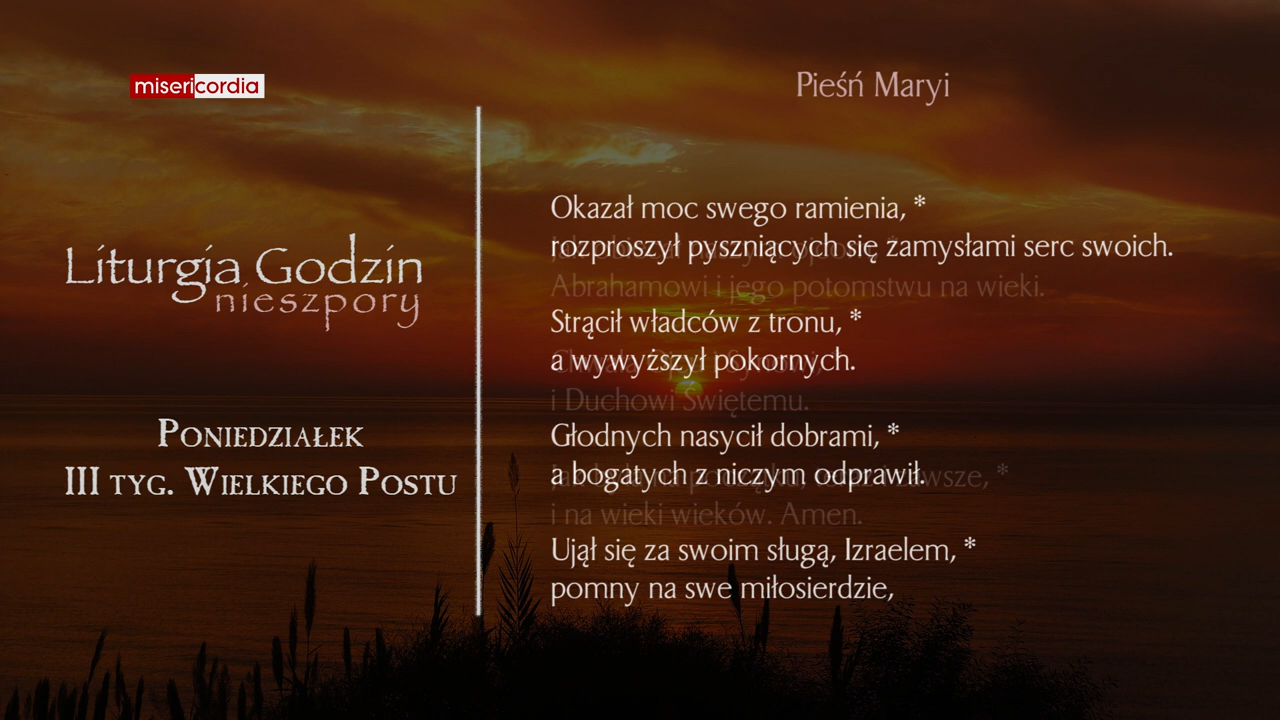 misericordia
Pieśń Maryi
Liturgia Godzin
nieszpory
Poniedziałek
III tyg. Wielkiego Postu
Okazał moc swego ramienia, *
rozproszył pyszniących się zamysłami serc swoich.
Abrahamowi i jego potomstwu na wieki.
Strącił władców z tronu, *
a wywyższył pokornych.
i Duchowi Świętemu.
Głodnych nasycił dobrami, *
a bogatych z niczym odprawił.
i na wieki wieków. Amen.
Ujął się za swoim sługą, Izraelem, *
pomny na swe miłosierdzie,